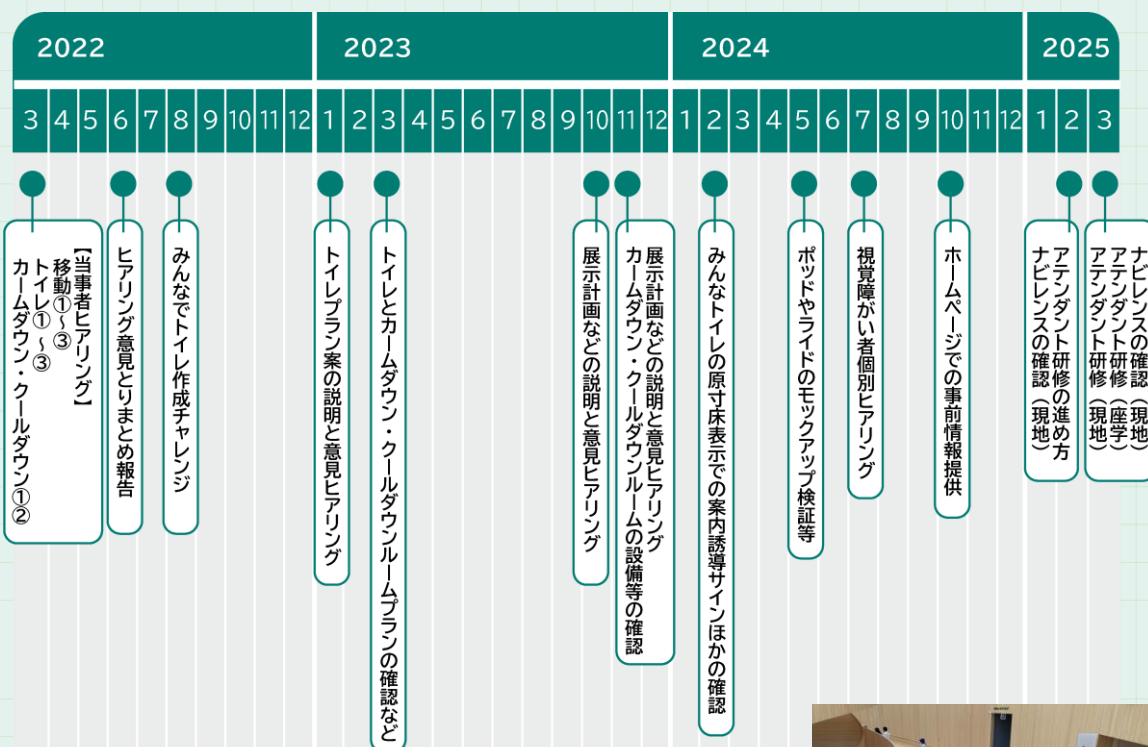 2022
2023
2024
2025
3 4 5 6 7 8 9 10 11 12 1 2 3 4 5 6 7 8 9 10 11 12 1 2 3 4 5 6 7 8 9 10 11 12 1 2 3
【当事者ヒアリング】
移動①~③
トイレ①~③
カームダウン・クールダウン①②
ヒアリング意見とりまとめ報告
みんなでトイレ作成チャレンジ
トイレプラン案の説明と意見ヒアリング
トイレとカームダウン・クールダウンルームプランの確認など
展示計画などの説明と意見ヒアリング
展示計画などの説明と意見ヒアリング
カームダウン・クールダウンルームの設備等の確認
みんなトイレの原寸床表示での案内誘導サインほかの確認
ポッドやライドのモックアップ検証等
視覚障がい者個別ヒアリング
ホームページでの事前情報提供
アテンダント研修の進め方
ナビレンスの確認（現地）
ナビレンスの確認（現地）
アテンダント研修（座学）
アテンダント研修（現地）